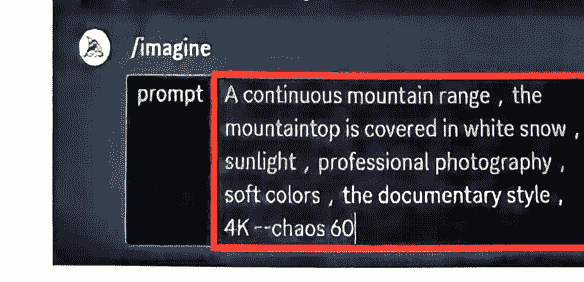 /imagine
prompt
A continuous mountain range , the
mountaintop is covered in white snow ,
sunlight , professional photography ,
soft colors , the documentary style ,
4K --chaos 60